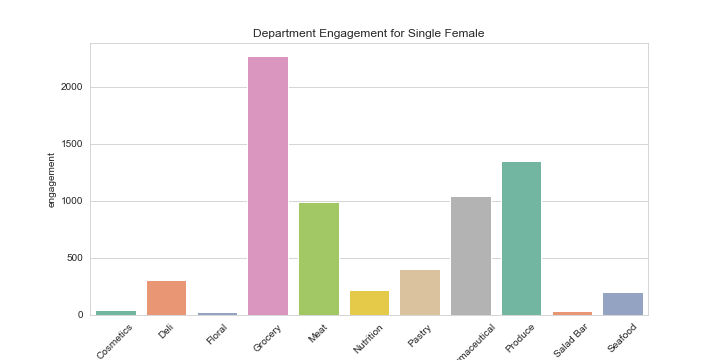 Department Engagement for Single Female
engagement
2000
1500
1000
500
0
Cosmetics
Deli
Floral
Grocery
Meat
Nutrition
Pastry
maceutical
Produce
Salad Bar
Seafood